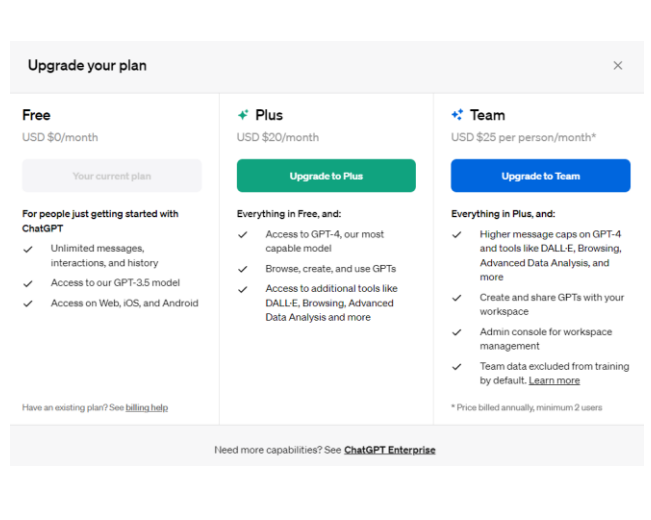 Upgrade your plan
Free
USD $0/month
Your current plan
For people just getting started with
ChatGPT
Unlimited messages,
interactions, and history
Access to our GPT-3.5 model
Access on Web, iOS, and Android
Have an existing plan? See billing help
Plus
USD $20/month
Upgrade to Plus
Everything in Free, and:
Access to GPT-4, our most
capable model
Browse, create, and use GPTs
Access to additional tools like
DALL·E, Browsing, Advanced
Data Analysis and more
Team
USD $25 per person/month*
Upgrade to Team
Everything in Plus, and:
Higher message caps on GPT-4
and tools like DALL·E, Browsing,
Advanced Data Analysis, and
more
Create and share GPTs with your
workspace
Admin console for workspace
management
Team data excluded from training
by default. Learn more
* Price billed annually, minimum 2 users
Need more capabilities? See ChatGPT Enterprise